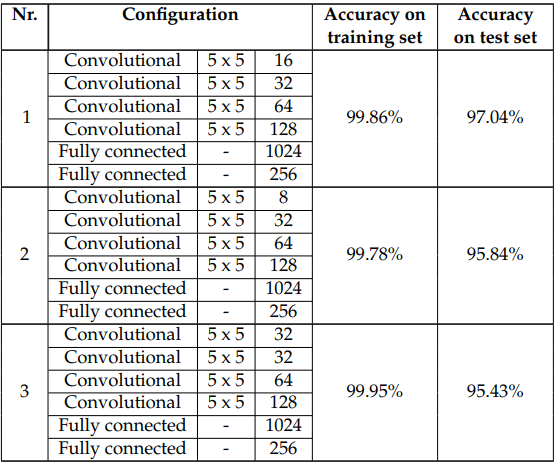 Nr. Configuration Accuracy on training set Accuracy on test set
1 Convolutional 5 x 5 16 99.86% 97.04%
Convolutional 5 x 5 32
Convolutional 5 x 5 64
Convolutional 5 x 5 128
Fully connected - 1024
Fully connected - 256
2 Convolutional 5 x 5 8 99.78% 95.84%
Convolutional 5 x 5 32
Convolutional 5 x 5 64
Convolutional 5 x 5 128
Fully connected - 1024
Fully connected - 256
3 Convolutional 5 x 5 32 99.95% 95.43%
Convolutional 5 x 5 32
Convolutional 5 x 5 64
Convolutional 5 x 5 128
Fully connected - 1024
Fully connected - 256